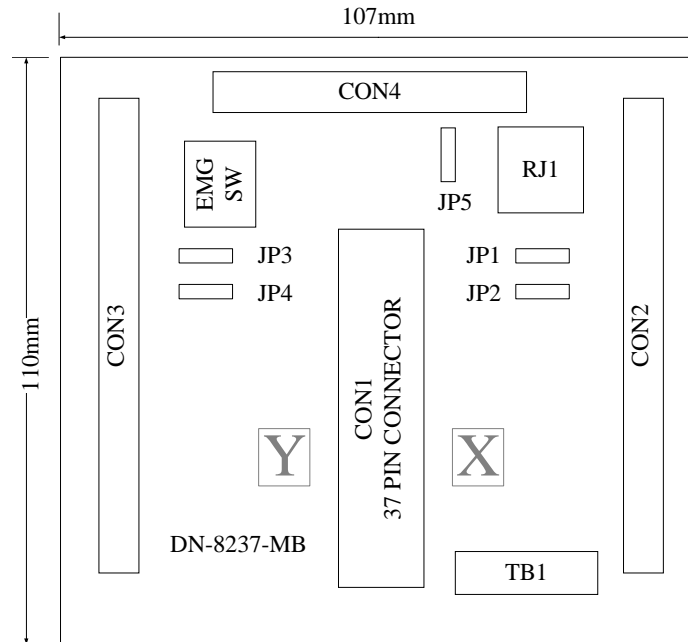 107mm
CON4
EMG
SW
RJ1
JP5
JP3
JP1
JP4
JP2
110mm
CON3
CON1
37 PIN CONNECTOR
CON2
Y
X
DN-8237-MB
TB1